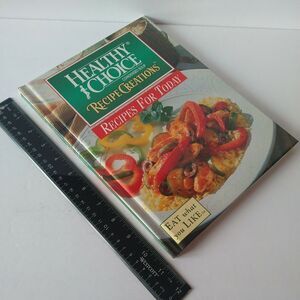 HEALTHY
CHOICE
RECIPE CREATIONS
RECIPES FOR TODAY
EAT what
you LIKE